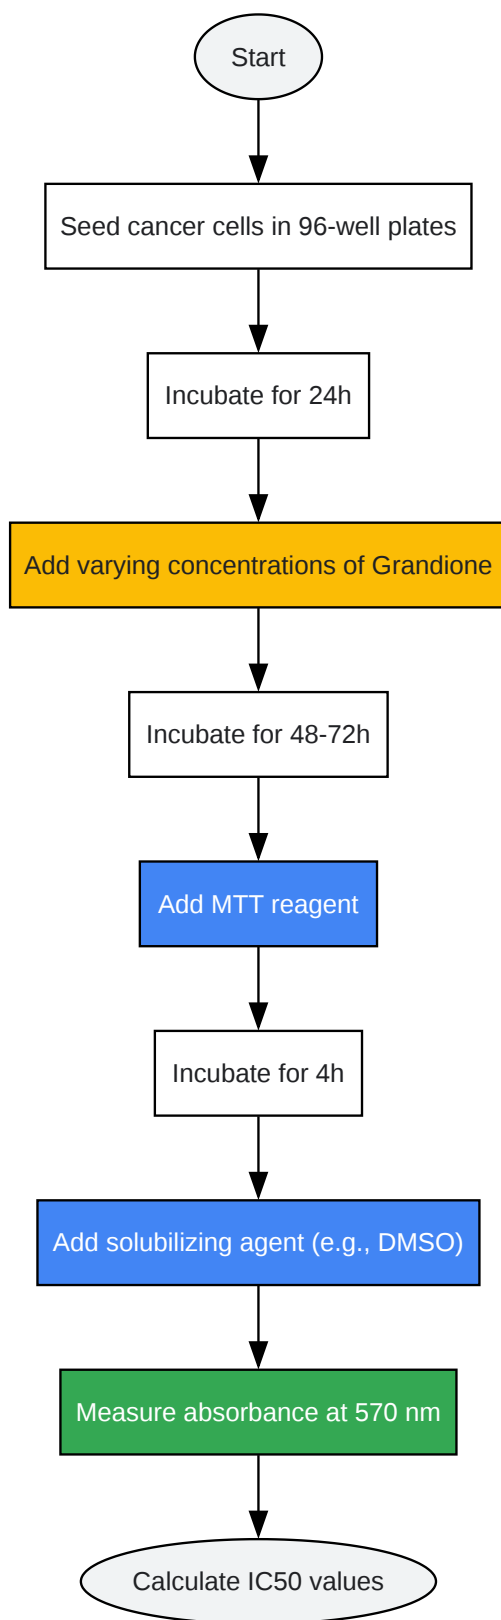 Start
Seed cancer cells in 96-well plates
Incubate for 24h
Add varying concentrations of Grandione
Incubate for 48-72h
Add MTT reagent
Incubate for 4h
Add solubilizing agent (e.g., DMSO)
Measure absorbance at 570 nm
Calculate IC50 values